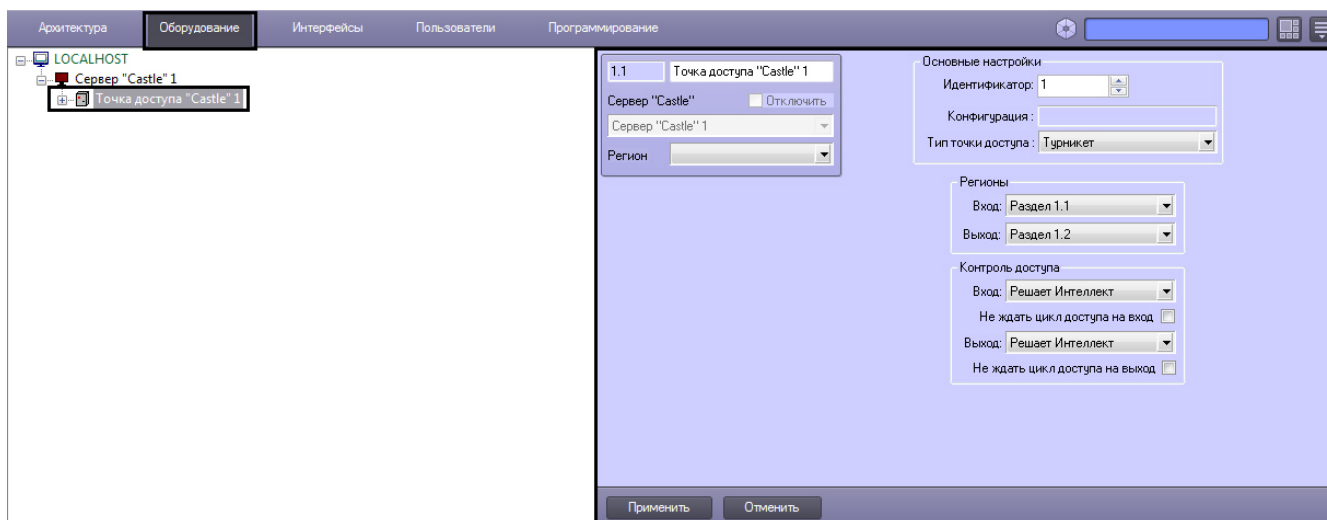 Архитектура Оборудование Интерфейсы Пользователи Программирование
LOCALHOST
Сервер "Castle" 1
Точка доступа "Castle" 1
1.1 Точка доступа "Castle" 1
Сервер "Castle" Отключить
Сервер "Castle" 1
Регион
Основные настройки
Идентификатор: 1
Конфигурация :
Тип точки доступа : Турникет
Регионы
Вход: Раздел 1.1
Выход: Раздел 1.2
Контроль доступа
Вход: Решает Интеллект
Не ждать цикл доступа на вход
Выход: Решает Интеллект
Не ждать цикл доступа на выход
Применить Отменить